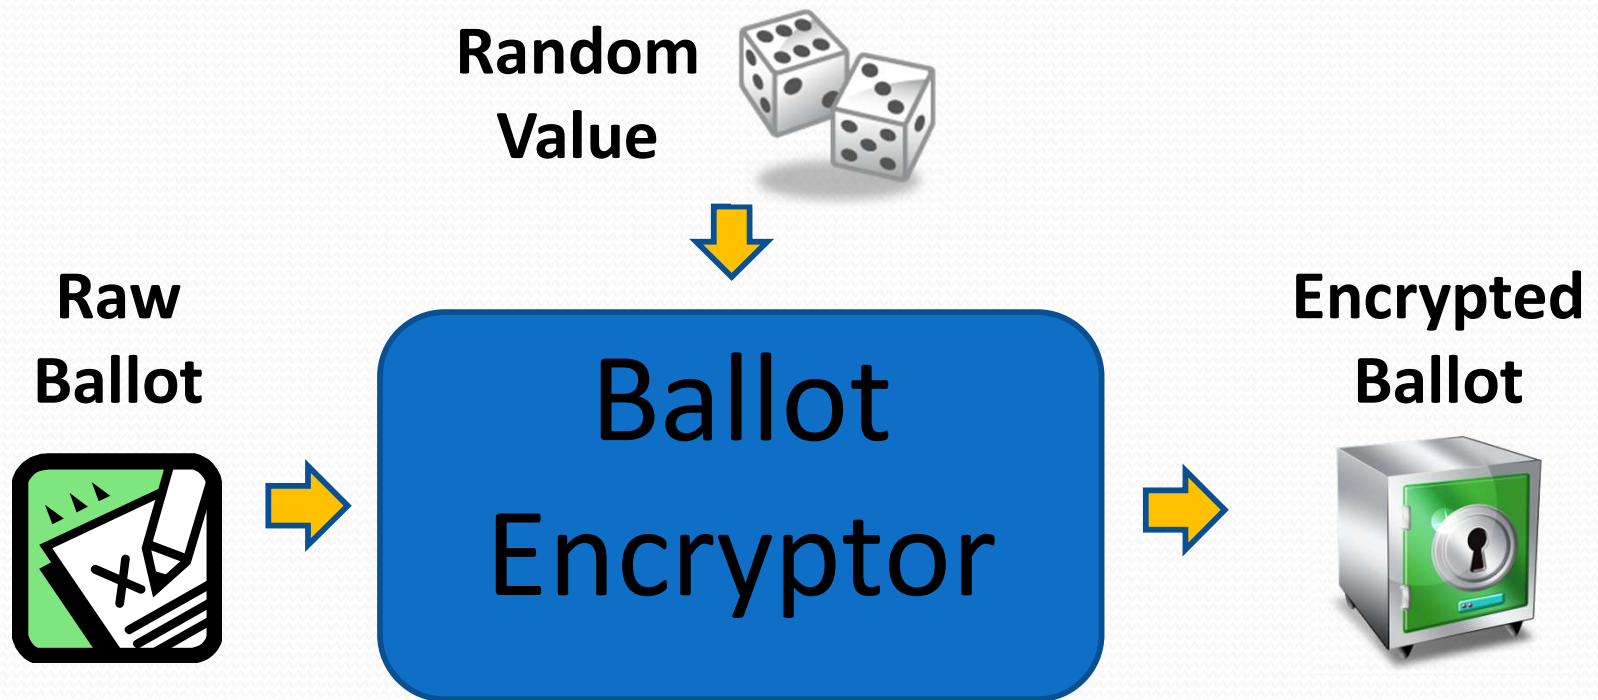 Random
Value
Raw
Ballot
Ballot
Encryptor
Encrypted
Ballot